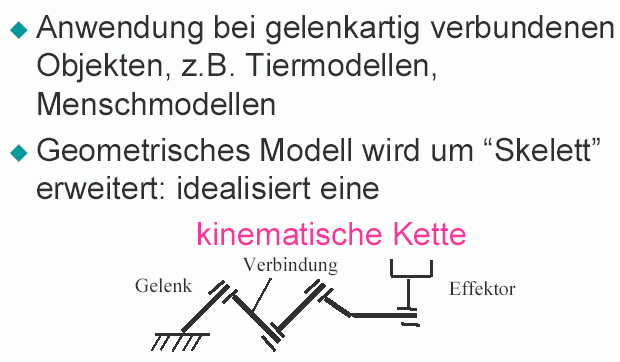 Anwendung bei gelenkartig verbundenen
Objekten, z.B. Tiermodellen,
Menschmodellen
Geometrisches Modell wird um “Skelett”
erweitert: idealisiert eine
kinematische Kette
Verbindung
Gelenk
Effektor